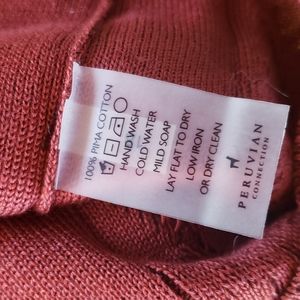 100% PIMA COTTON
HAND WASH
COLD WATER
MILD SOAP
LAY FLAT TO DRY
LOW IRON
OR DRY CLEAN
PERUVIAN
CONNECTION